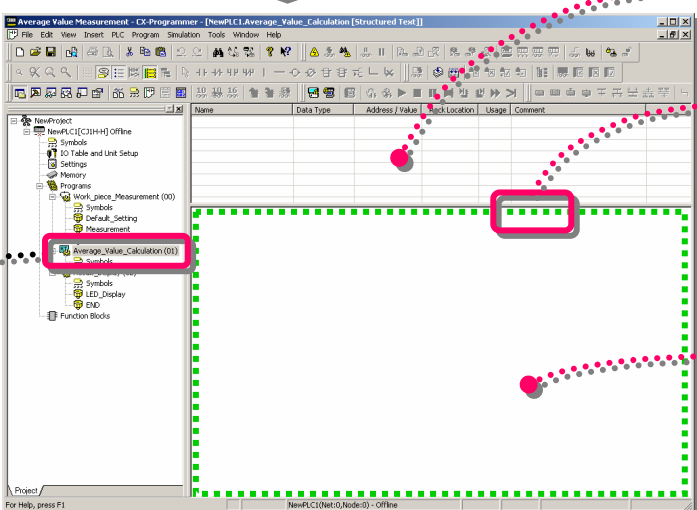 Average Value Measurement - CX-Programmer - [NewPLC1.Average_Value_Calculation [Structured Text]]
File Edit View Insert PLC Program Simulation Tools Window Help
Name Data Type Address / Value Rack Location Usage Comment
NewProject
NewPLC1[CJ1H-H] Offline
Symbols
IO Table and Unit Setup
Settings
Memory
Programs
Work_piece_Measurement (00)
Symbols
Default_Setting
Measurement
Average_Value_Calculation (01)
Symbols
Symbols
LED_Display
END
Function Blocks
Project
For Help, press F1 NewPLC1(Net:0,Node:0) - Offline